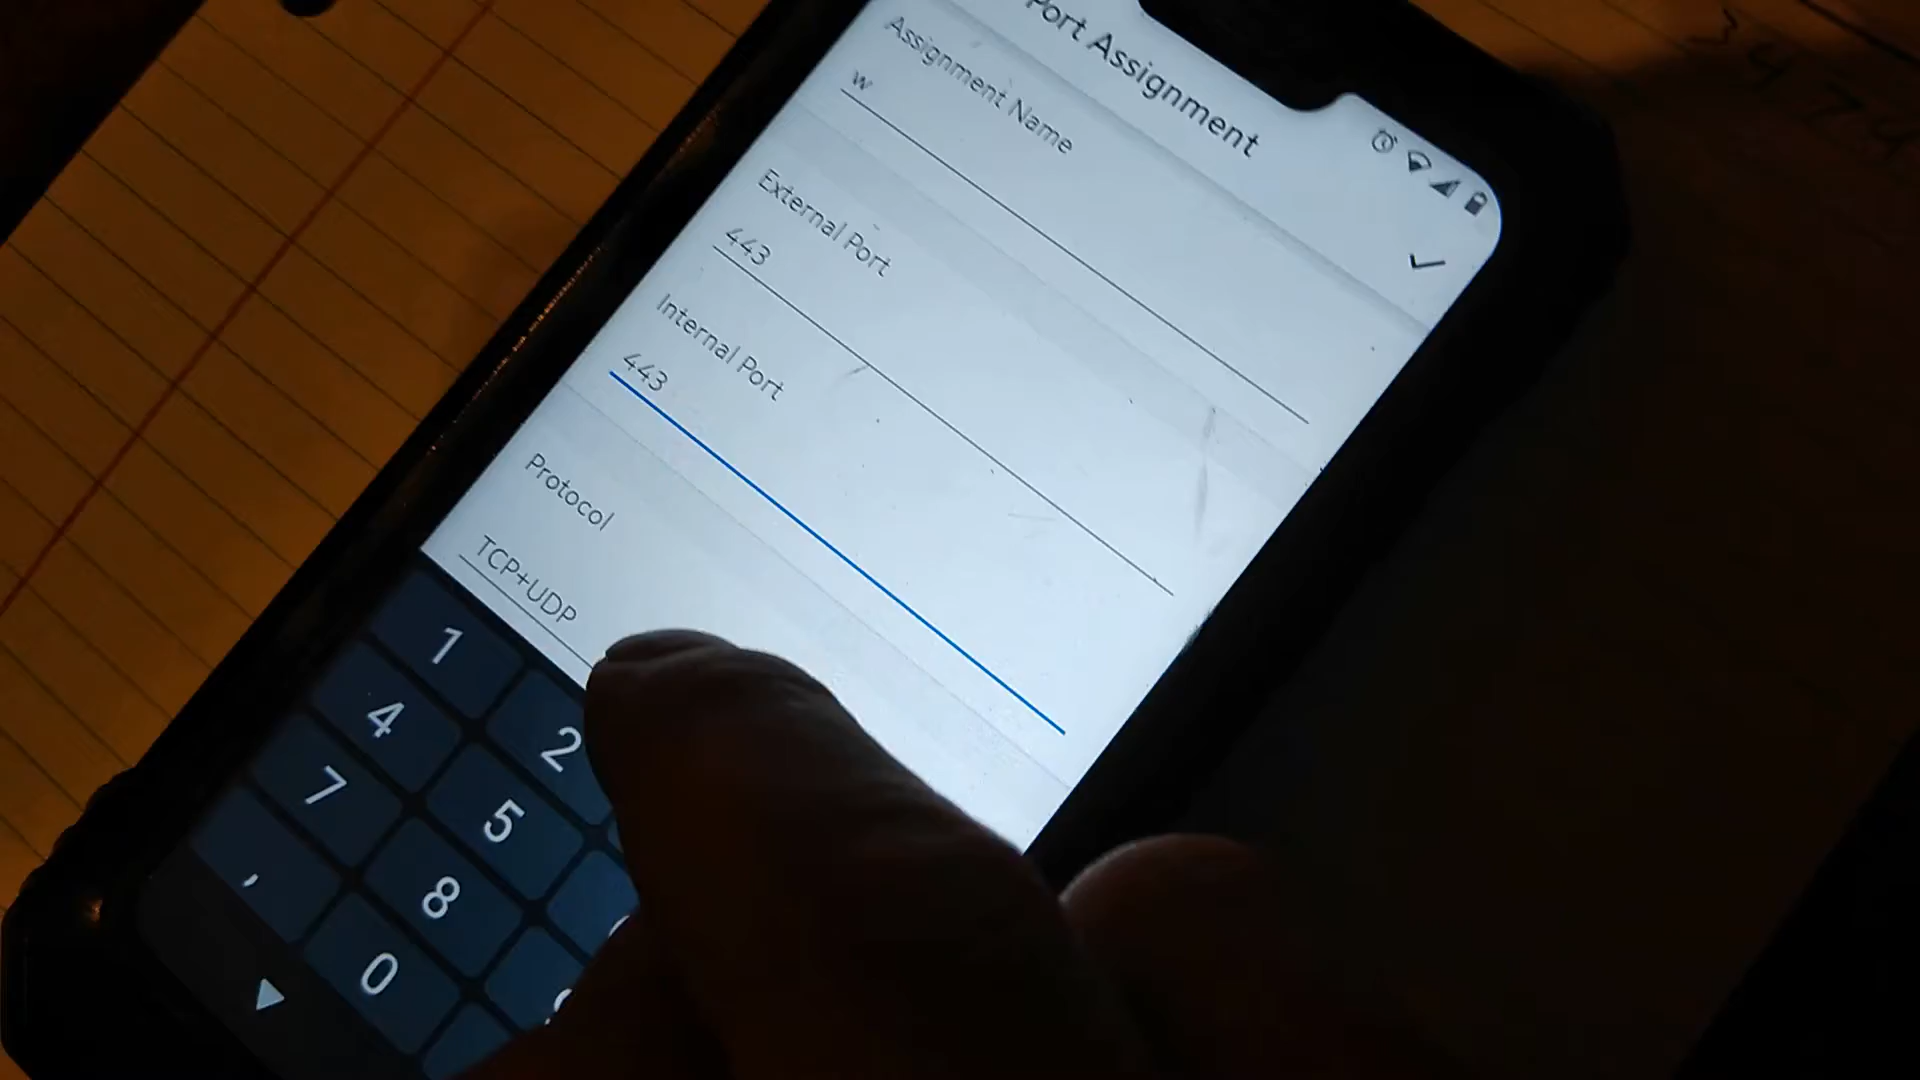 Port Assignment
Assignment Name
w
External Port
443
Internal Port
443
Protocol
TCP+UDP
1
2
4
5
7
8
,
0